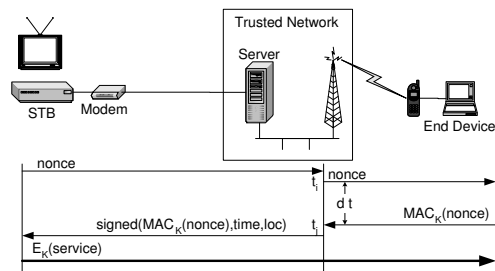 Trusted Network
Server
STB
Modem
End Device
nonce
t_i
nonce
d t
signed(MAC_K(nonce),time,loc)
t_i
MAC_K(nonce)
E_K(service)